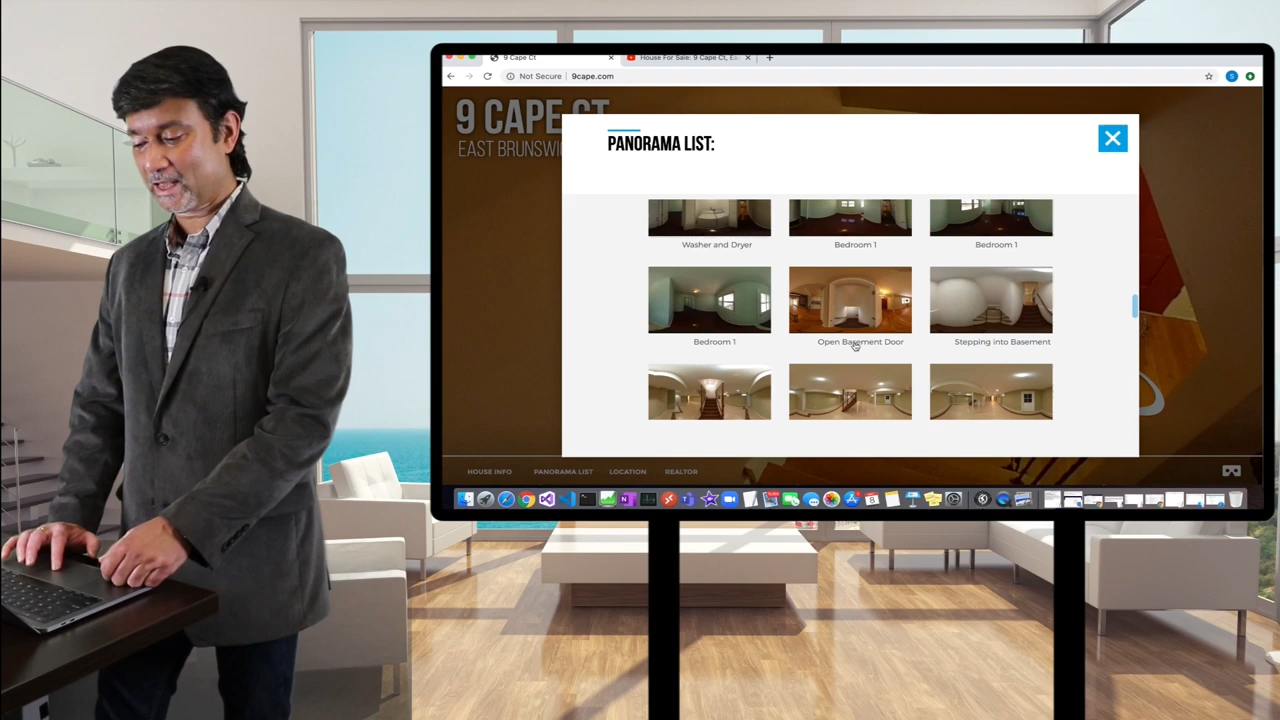 9 Cape Ct
House For Sale: 9 Cape Ct, Ea
Not Secure
9cape.com
S
9 CAPE CT
EAST BRUNSWI
PANORAMA LIST:
Washer and Dryer
Bedroom 1
Bedroom 1
Bedroom 1
Open Basement Door
Stepping into Basement
HOUSE INFO
PANORAMA LIST
LOCATION
REALTOR
8